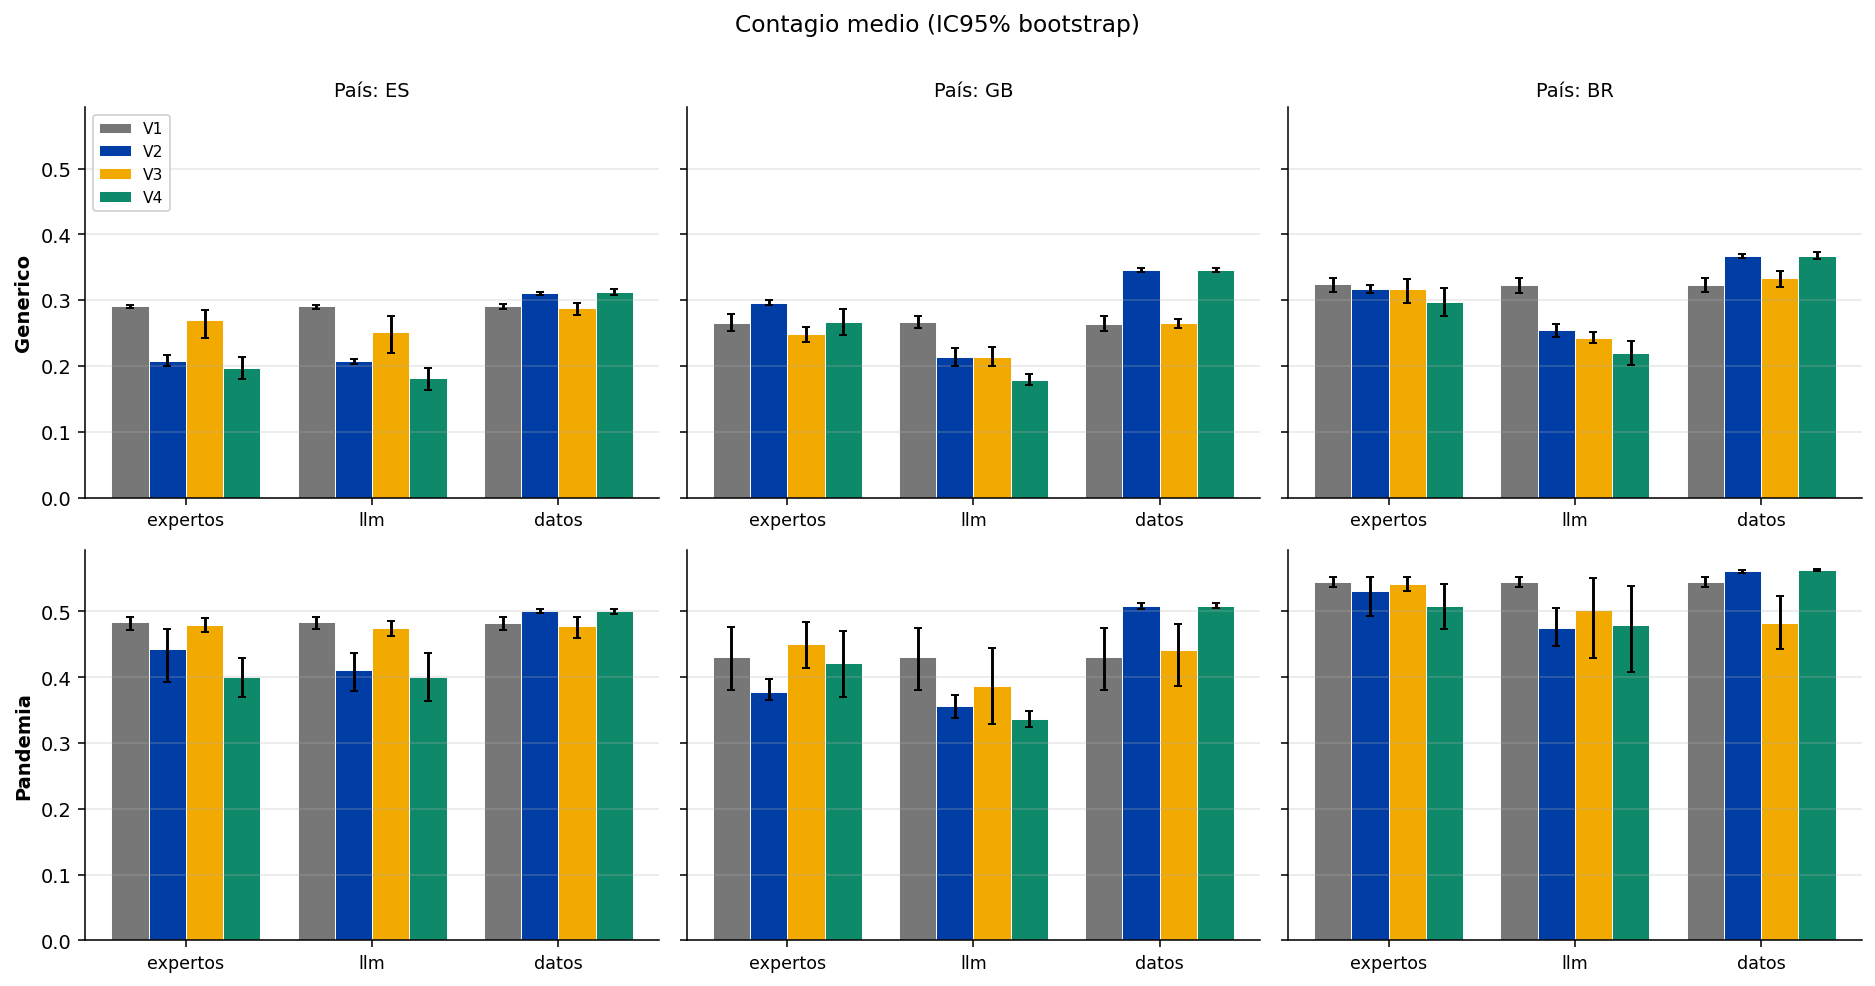 Contagio medio (IC95% bootstrap)
País: ES
País: GB
País: BR
V1
V2
V3
V4
Generico
0.5
0.4
0.3
0.2
0.1
0.0
expertos llm datos
expertos llm datos
expertos llm datos
Pandemia
0.5
0.4
0.3
0.2
0.1
0.0
expertos llm datos
expertos llm datos
expertos llm datos